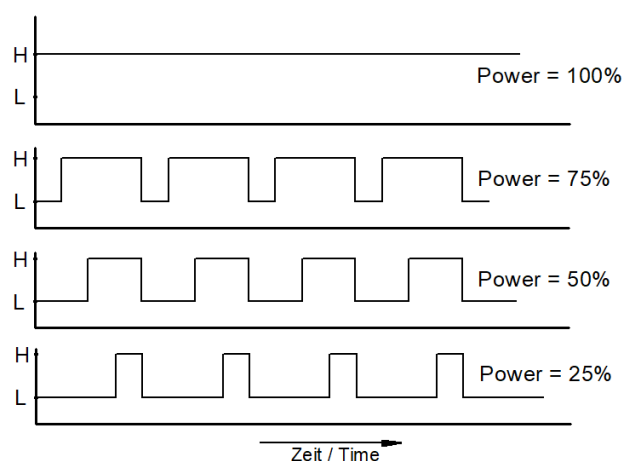 H
Power = 100%
L
H
Power = 75%
L
H
Power = 50%
L
H
Power = 25%
L
Zeit / Time